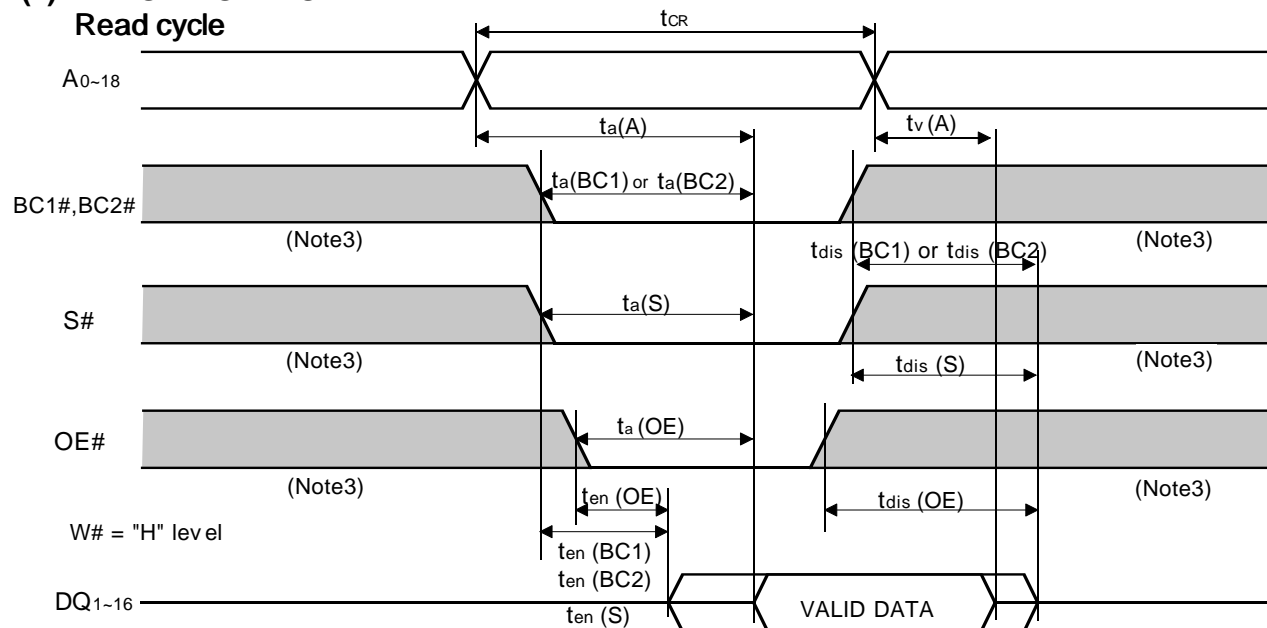 Read cycle
tCR
A0~18
ta(A)
tv (A)
ta(BC1) or ta(BC2)
BC1#,BC2#
(Note3)
(Note3)
tdis (BC1) or tdis (BC2)
ta(S)
S#
(Note3)
(Note3)
tdis (S)
ta (OE)
OE#
(Note3)
(Note3)
ten (OE)
tdis (OE)
W# = "H" level
ten (BC1)
ten (BC2)
DQ1~16
VALID DATA
ten (S)